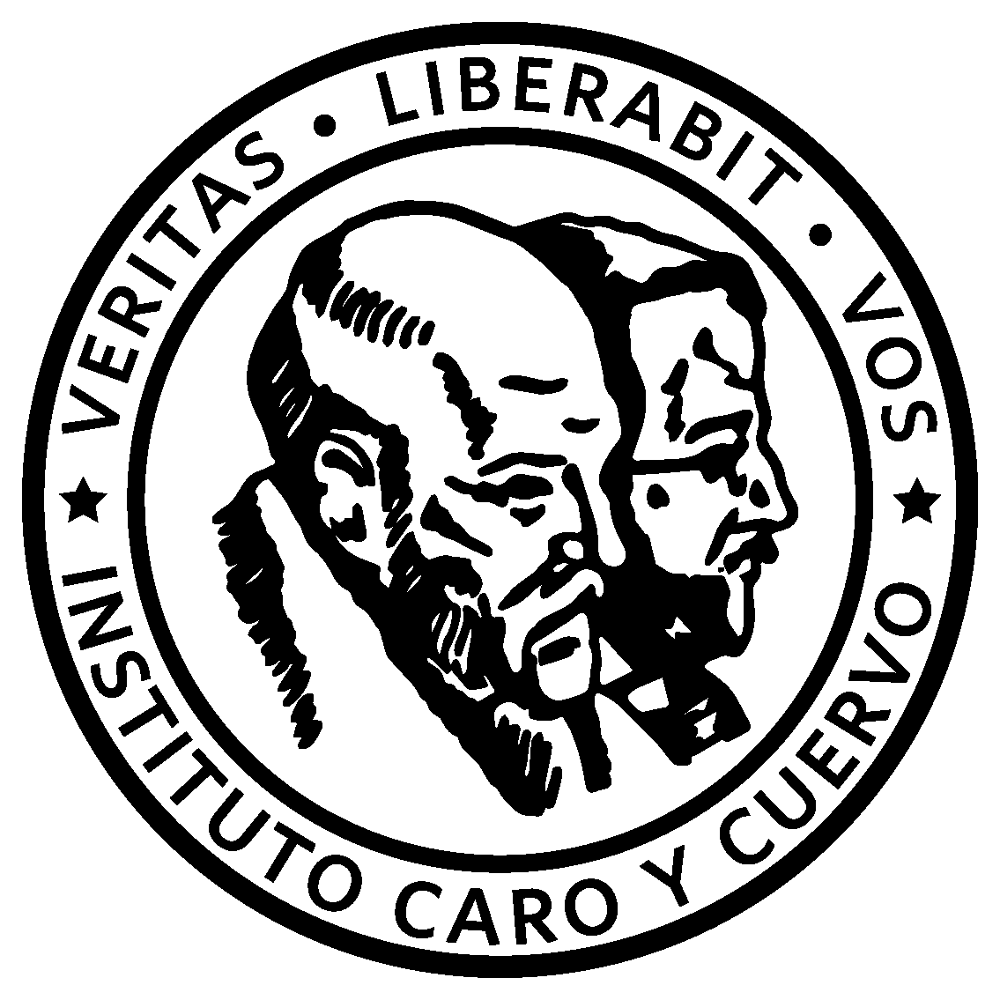 VERITAS • LIBERABIT • VOS
★ INSTITUTO CARO Y CUERVO ★